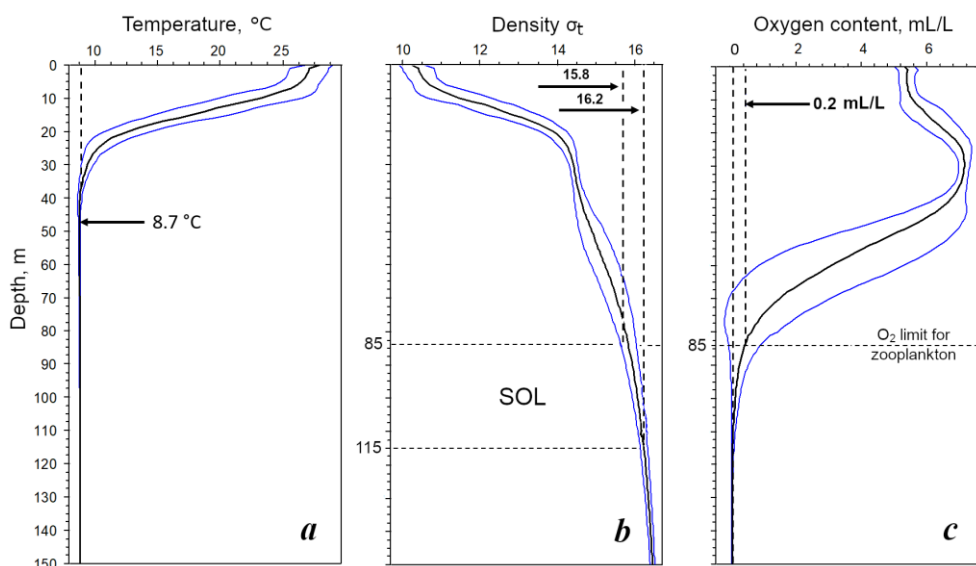 Temperature, °C
10 15 20 25
Density σt
10 12 14 16
Oxygen content, mL/L
0 2 4 6
Depth, m
0
10
20
30
40
50
60
70
80
90
100
110
120
130
140
150
8.7 °C
a
15.8
16.2
85
SOL
115
b
0.2 mL/L
O₂ limit for
zooplankton
85
c